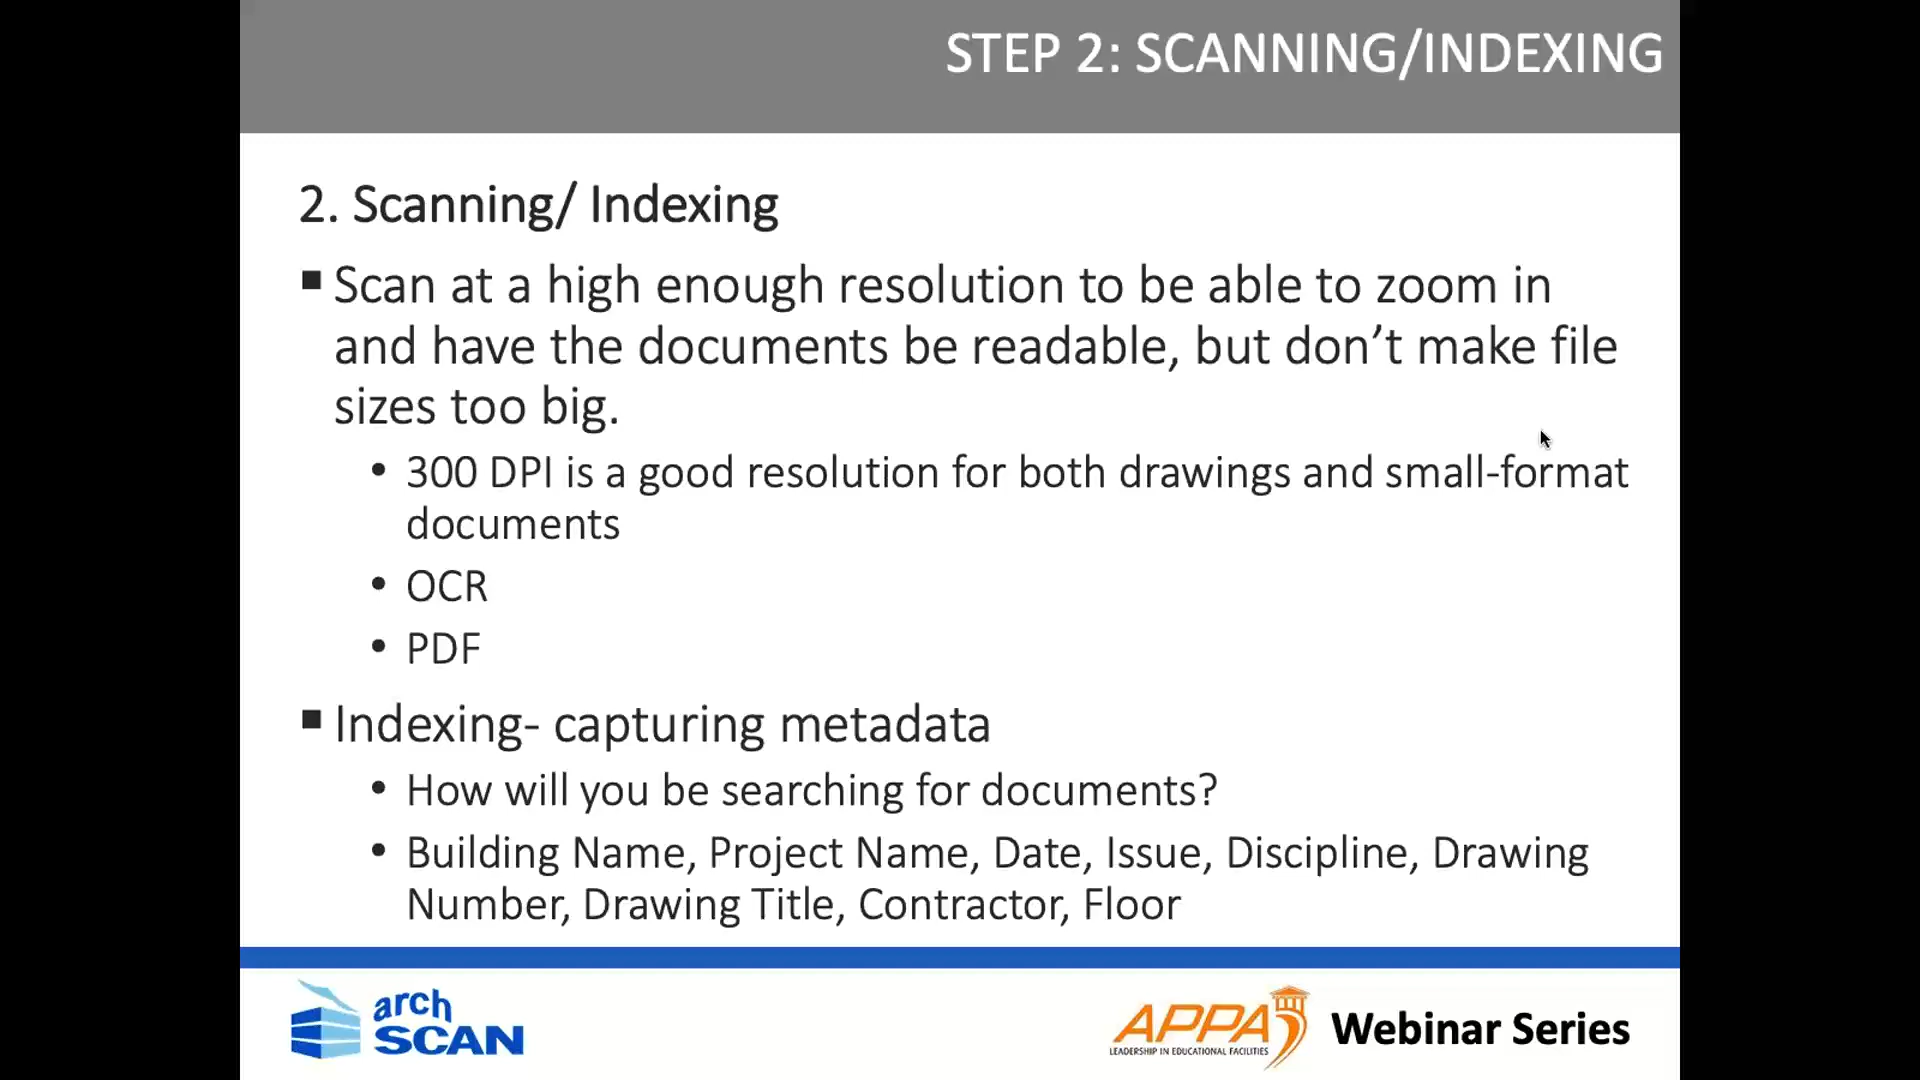 STEP 2: SCANNING/INDEXING
2. Scanning/ Indexing
▪ Scan at a high enough resolution to be able to zoom in
and have the documents be readable, but don’t make file
sizes too big.
• 300 DPI is a good resolution for both drawings and small-format
documents
• OCR
• PDF
▪ Indexing- capturing metadata
• How will you be searching for documents?
• Building Name, Project Name, Date, Issue, Discipline, Drawing
Number, Drawing Title, Contractor, Floor
arch
SCAN
APPA
LEADERSHIP IN EDUCATIONAL FACILITIES
Webinar Series